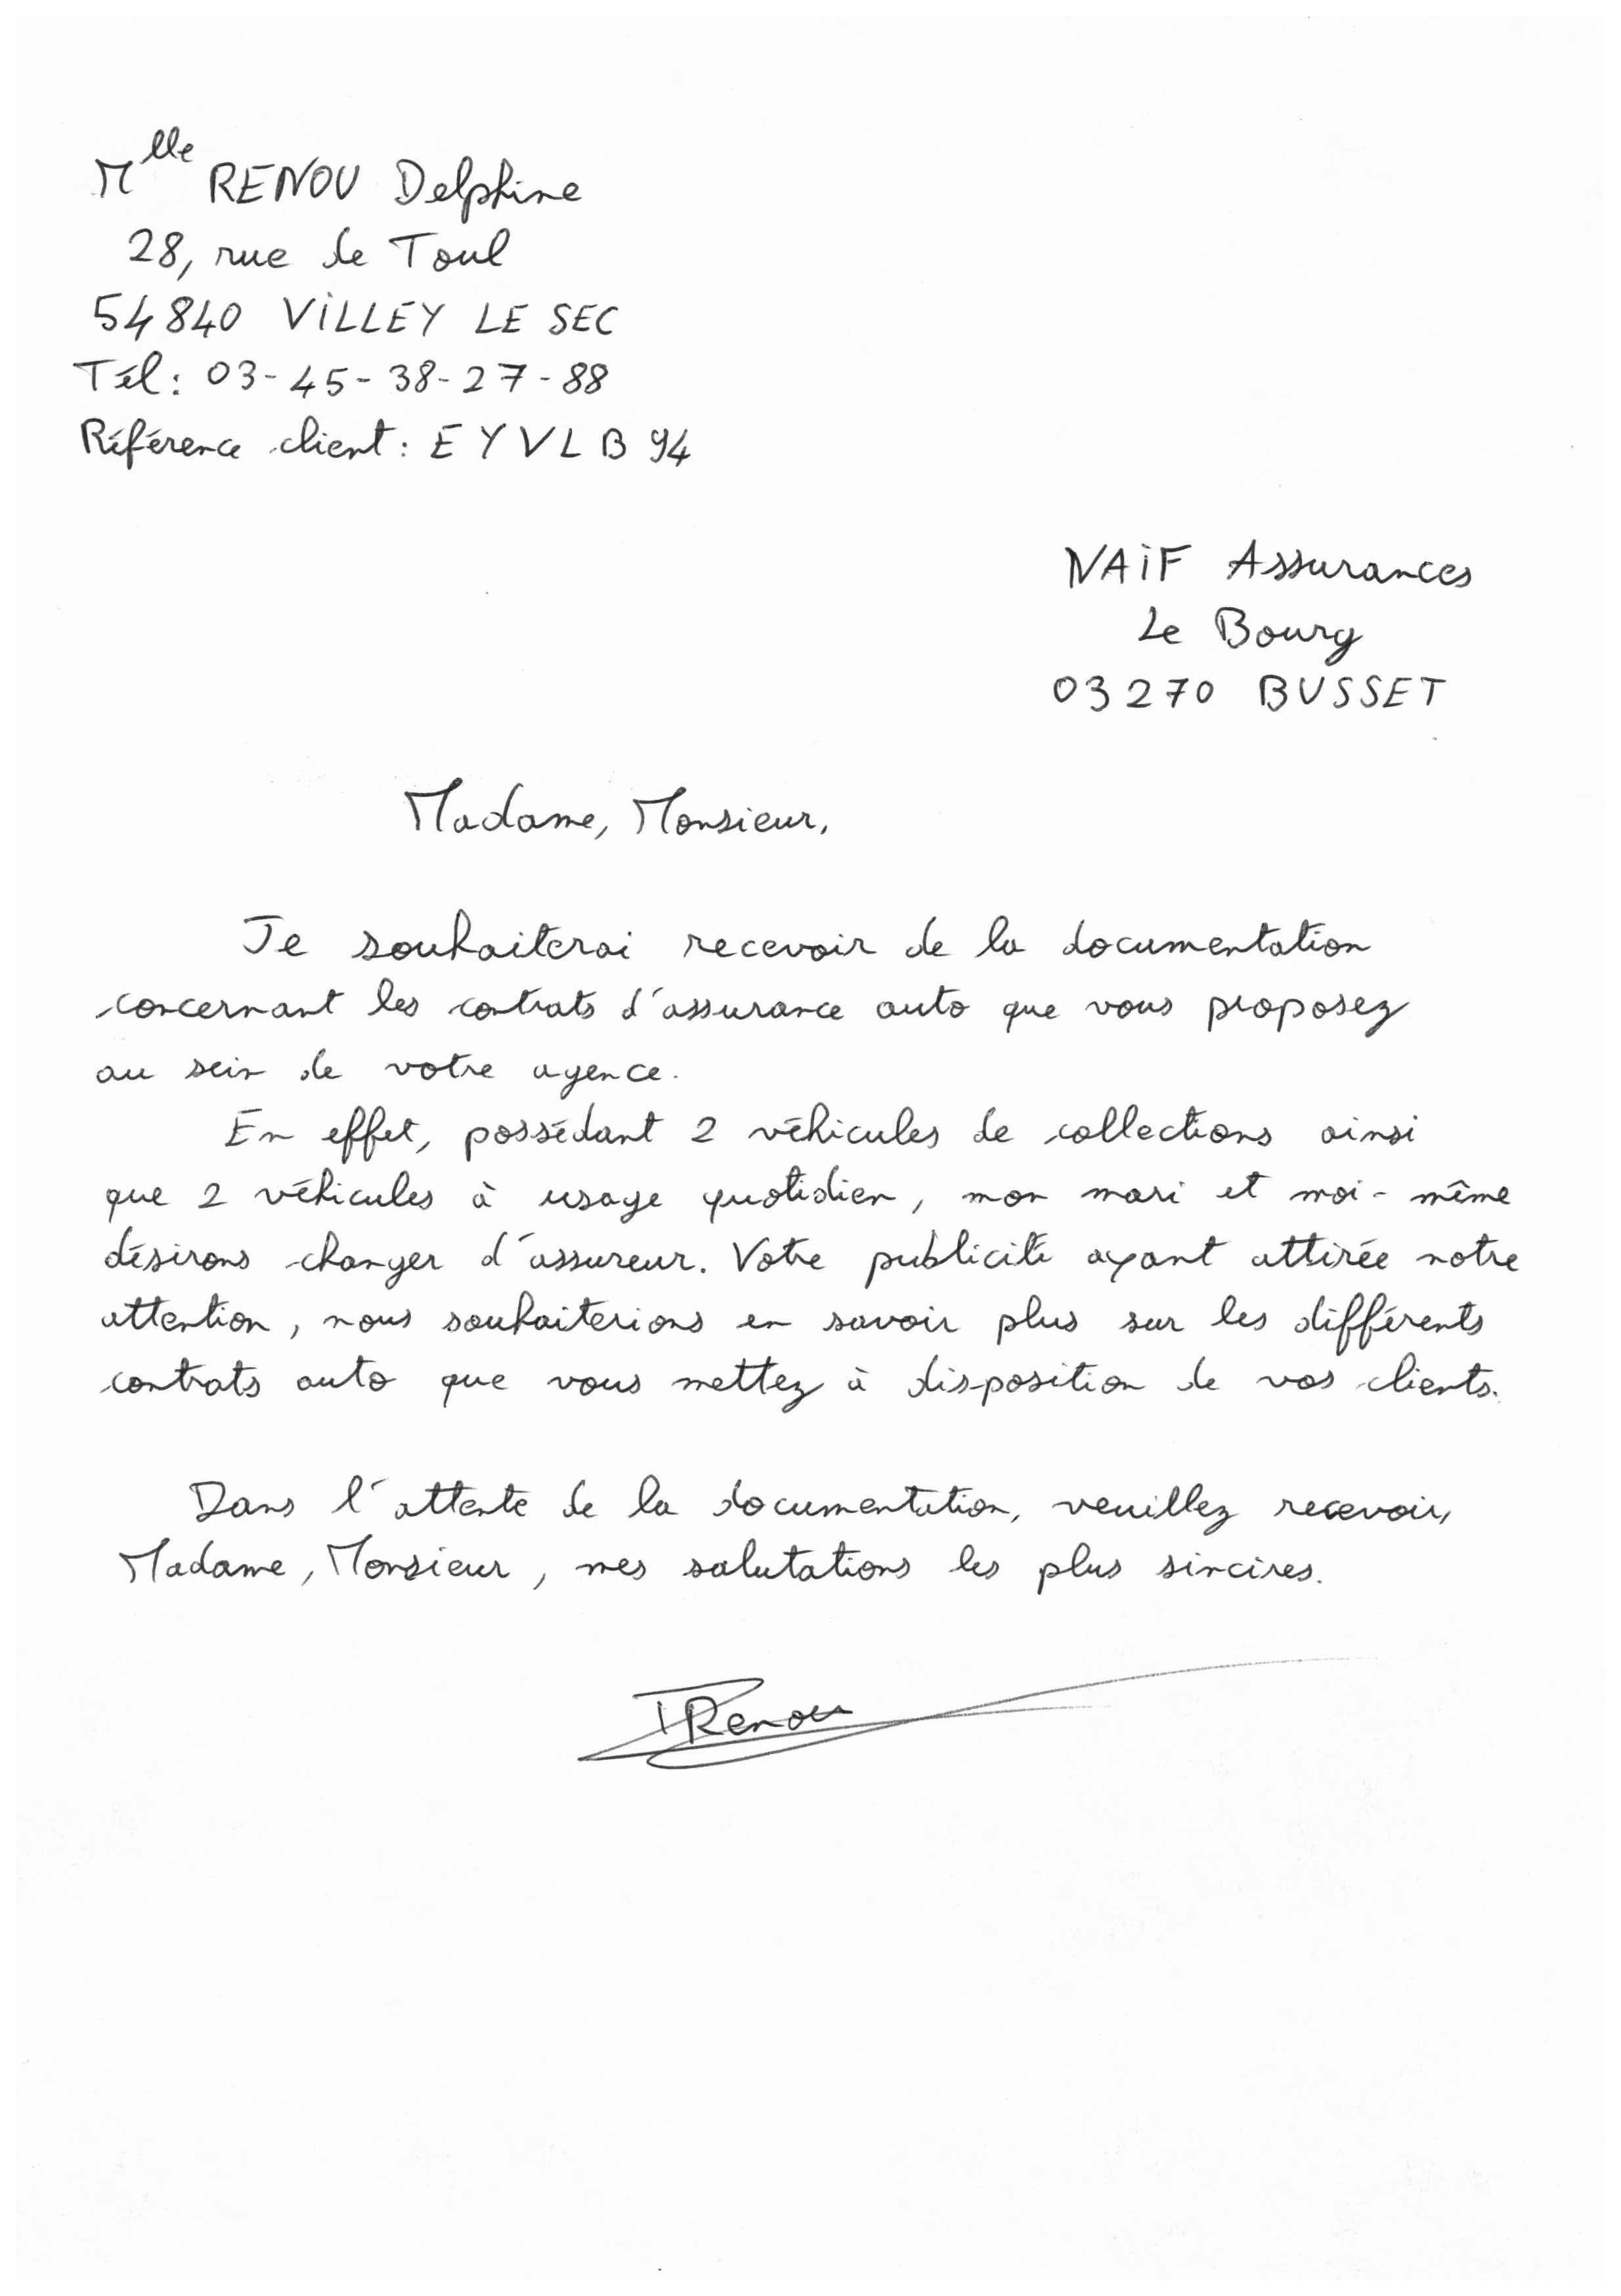 Mlle RENOU Delphine
28, rue de Toul
54840 VILLEY LE SEC
Tél: 03-45-38-27-88
Référence client: EYVLB94
NAïF Assurances
Le Bourg
03270 BUSSET
Madame, Monsieur,
Je souhaiterai recevoir de la documentation
concernant les contrats d'assurance auto que vous proposez
au sein de votre agence.
En effet, possédant 2 véhicules de collections ainsi
que 2 véhicules à usage quotidien, mon mari et moi-même
désirons changer d'assureur. Votre publicité ayant attirée notre
attention, nous souhaiterions en savoir plus sur les différents
contrats auto que vous mettez à disposition de vos clients.
Dans l'attente de la documentation, veuillez recevoir,
Madame, Monsieur, mes salutations les plus sincères.
Renou